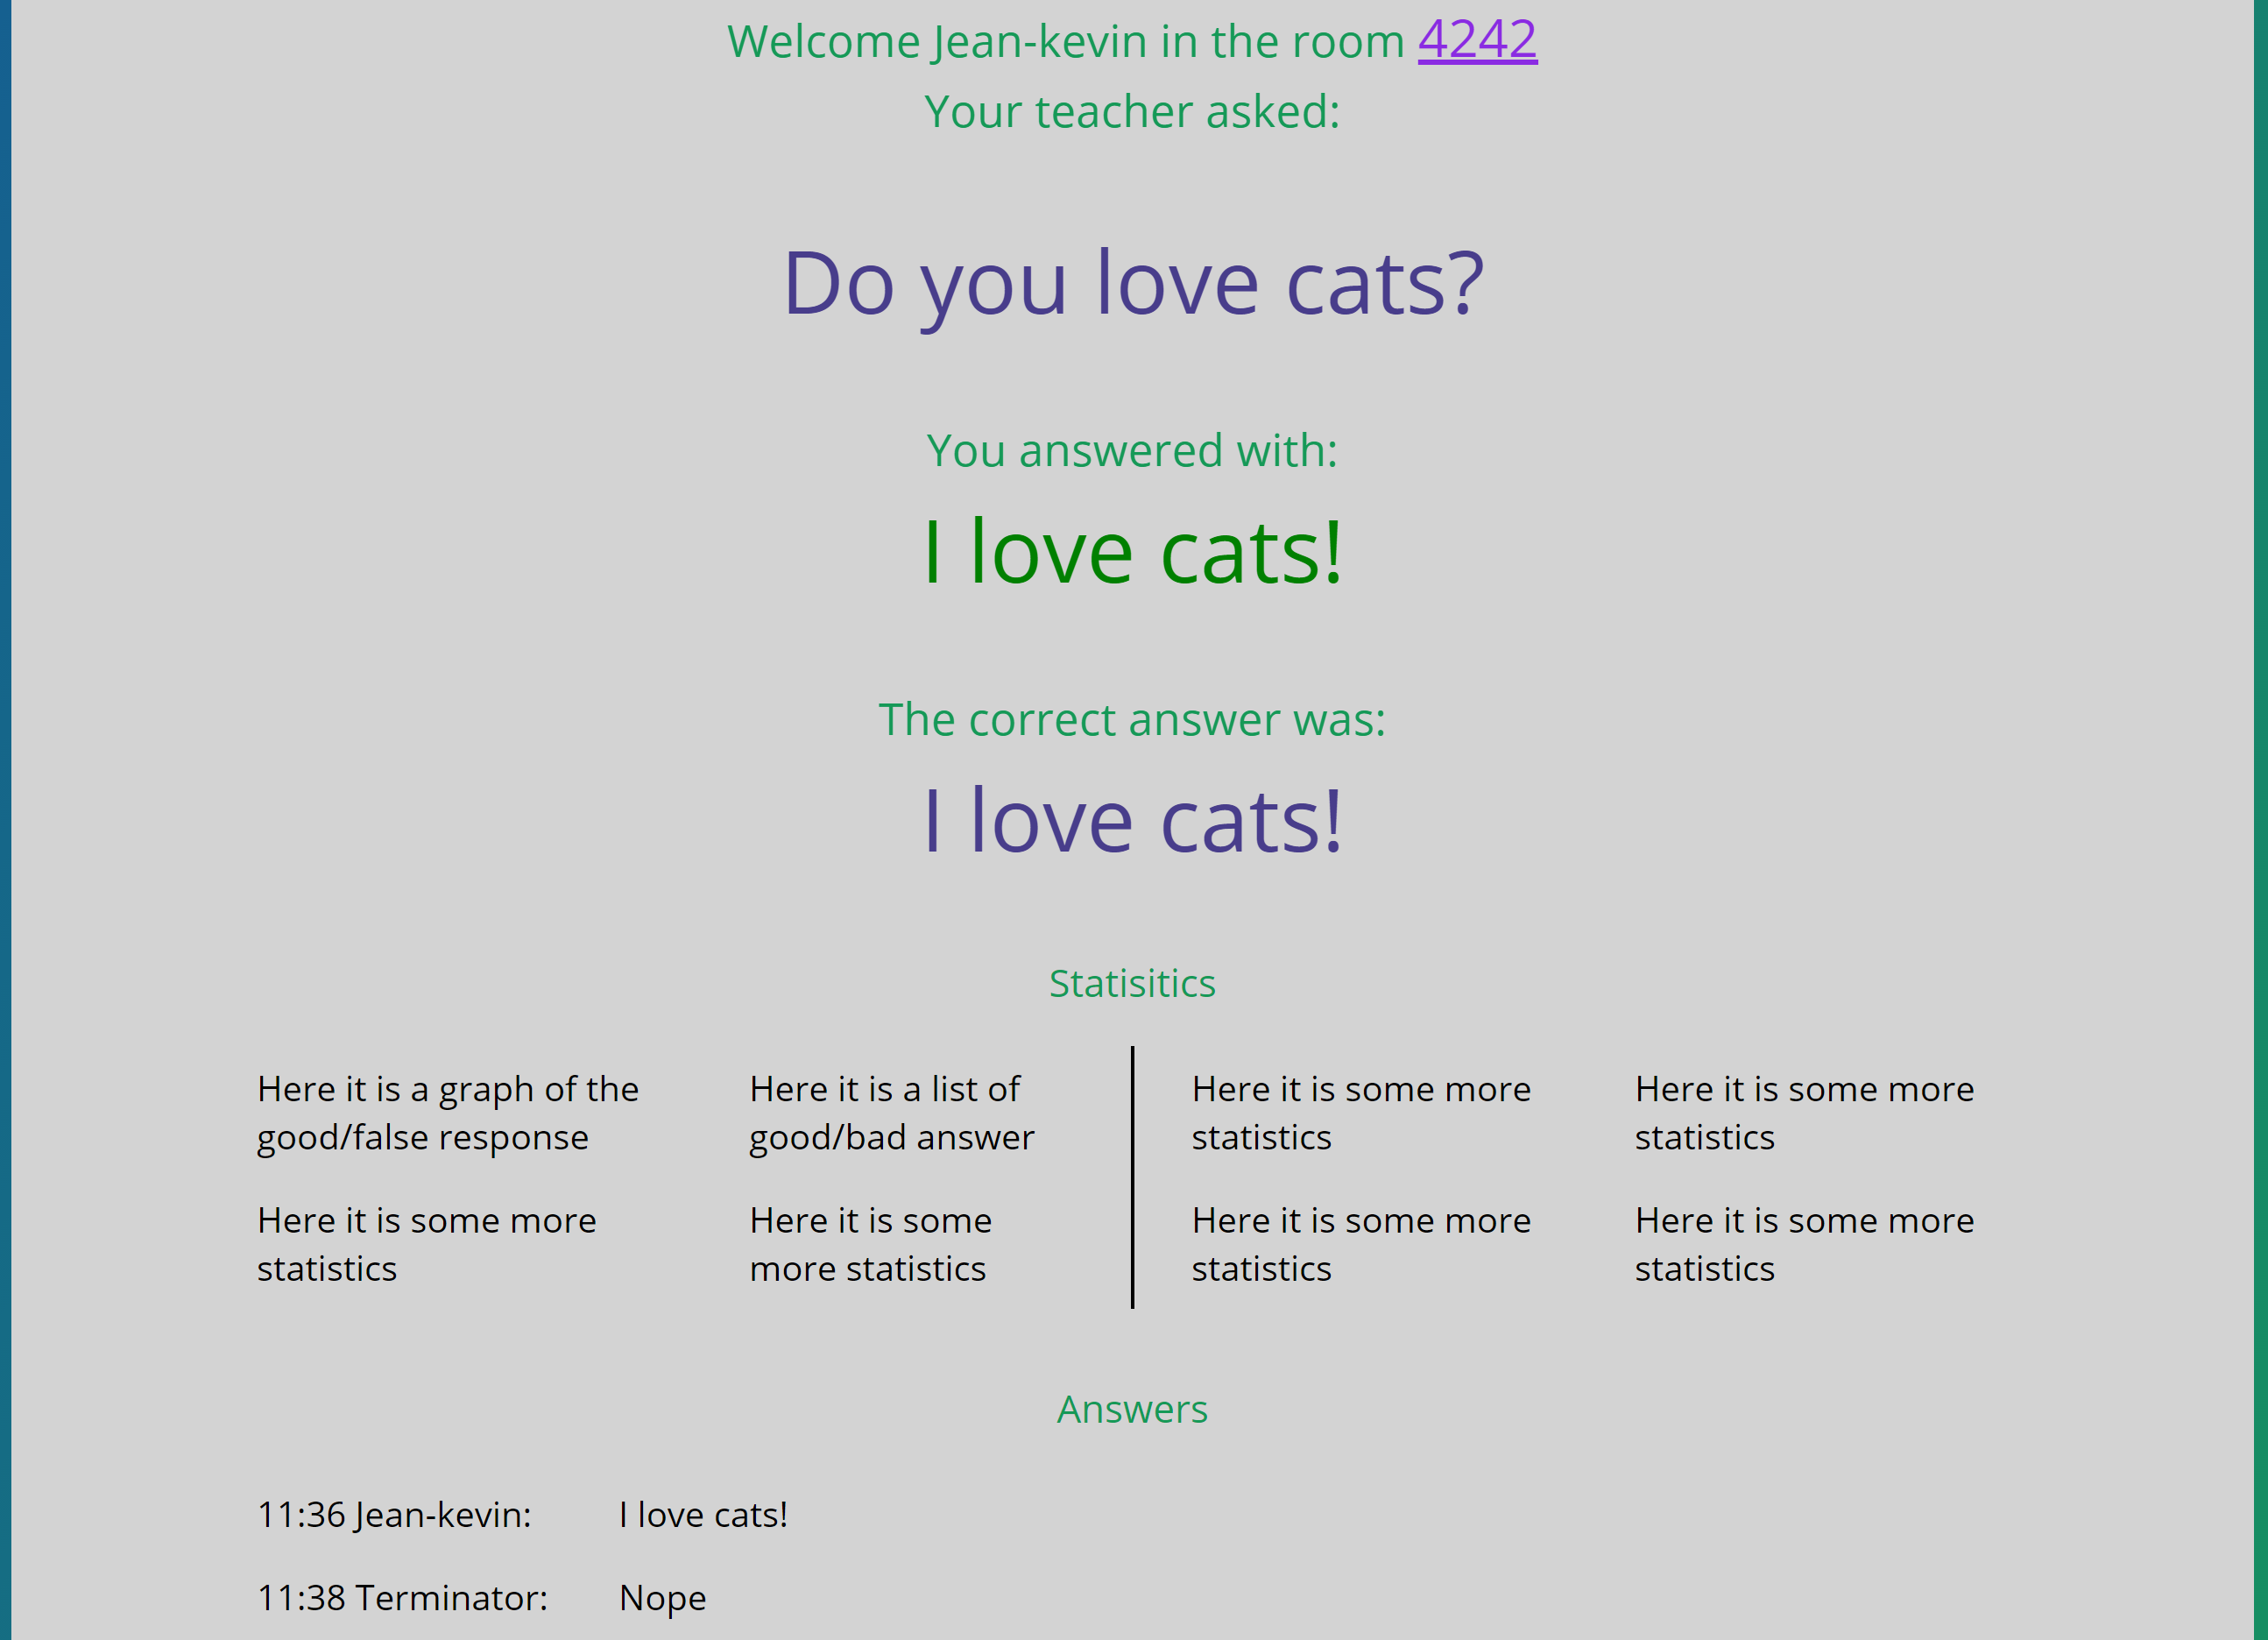 Welcome Jean-kevin in the room 4242
Your teacher asked:
Do you love cats?
You answered with:
I love cats!
The correct answer was:
I love cats!
Statisitics
Here it is a graph of the
good/false response
Here it is a list of
good/bad answer
Here it is some more
statistics
Here it is some more
statistics
Here it is some more
statistics
Here it is some
more statistics
Here it is some more
statistics
Here it is some more
statistics
Answers
11:36 Jean-kevin: I love cats!
11:38 Terminator: Nope